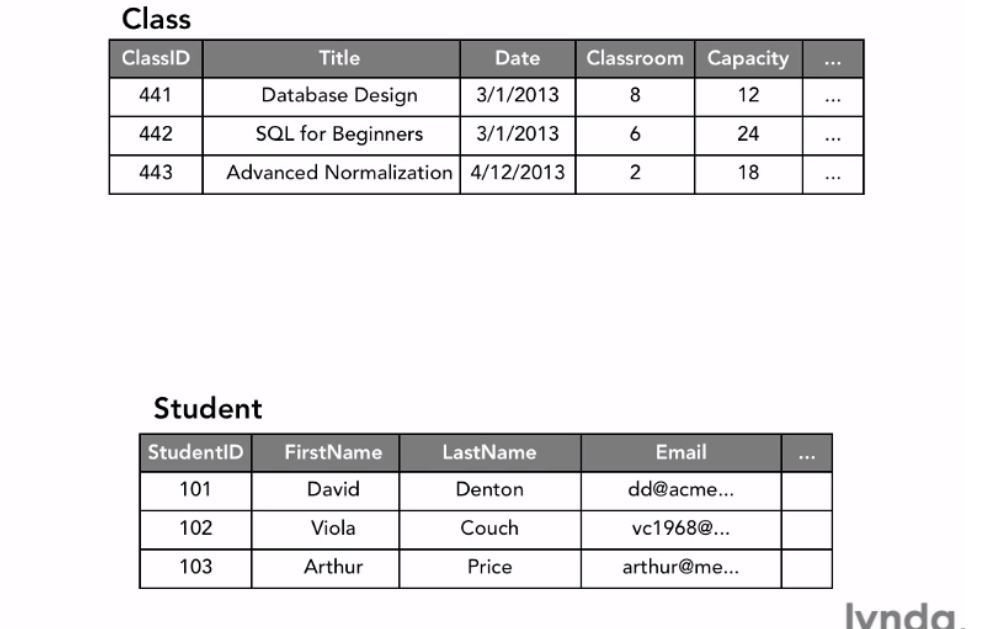 Class
ClassID Title Date Classroom Capacity ...
441 Database Design 3/1/2013 8 12 ...
442 SQL for Beginners 3/1/2013 6 24 ...
443 Advanced Normalization 4/12/2013 2 18 ...
Student
StudentID FirstName LastName Email ...
101 David Denton dd@acme...
102 Viola Couch vc1968@...
103 Arthur Price arthur@me...
lynda.